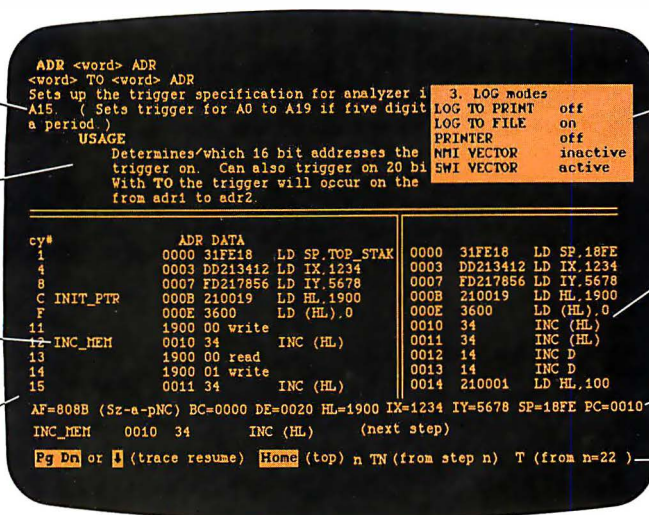 ADR <word> ADR
<word> TO <word> ADR
Sets up the trigger specification for analyzer i
A15. ( Sets trigger for A0 to A19 if five digit
a period.)
USAGE
Determines which 16 bit addresses the
trigger on. Can also trigger on 20 bi
With TO the trigger will occur on the
from adr1 to adr2.
3. LOG modes
LOG TO PRINT off
LOG TO FILE on
PRINTER off
NMI VECTOR inactive
SWI VECTOR active
cy# ADR DATA
1 0000 31FE18 LD SP,TOP_STAK
4 0003 DD213412 LD IX,1234
8 0007 FD217856 LD IY,5678
C INIT_PTR 000B 210019 LD HL,1900
F 000E 3600 LD (HL),0
11 1900 00 write
12 INC_MEM 0010 34 INC (HL)
13 1900 00 read
14 1900 01 write
15 0011 34 INC (HL)
0000 31FE18 LD SP,18FE
0003 DD213412 LD IX,1234
0007 FD217856 LD IY,5678
000B 210019 LD HL,1900
000E 3600 LD (HL),0
0010 34 INC (HL)
0011 34 INC (HL)
0012 14 INC D
0013 14 INC D
0014 210001 LD HL,100
AF=808B (Sz-a-pNC) BC=0000 DE=0020 HL=1900 IX=1234 IY=5678 SP=18FE PC=0010
INC_MEM 0010 34 INC (HL) (next step)
Pg Dn or ↓ (trace resume) Home (top) n TN (from step n) T (from n=22 )